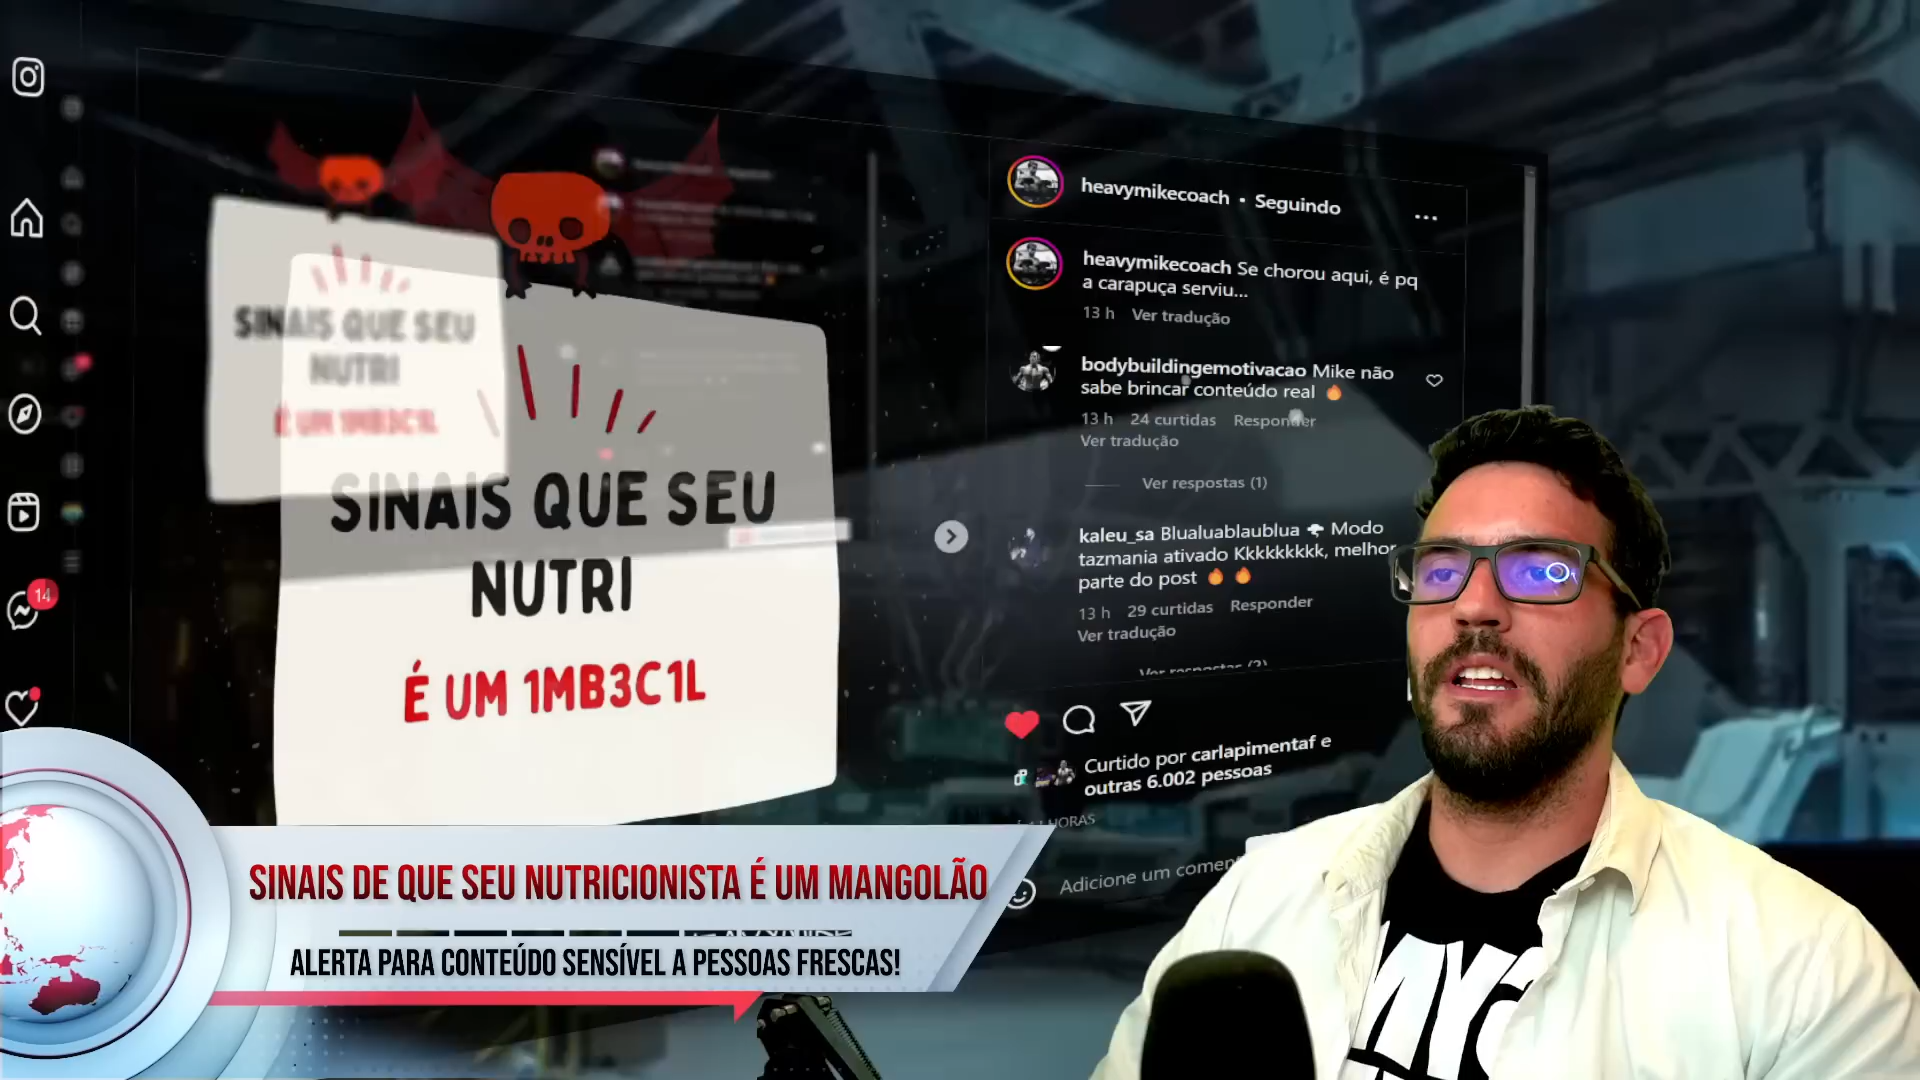 SINAIS QUE SEU
NUTRI
É UM 1MB3C1L
SINAIS QUE SEU
NUTRI
É UM 1MB3C1L
heavymikecoach • Seguindo
heavymikecoach Se chorou aqui, é pq
a carapuça serviu...
13 h Ver tradução
bodybuildingemotivacao Mike não
sabe brincar conteúdo real 🔥
13 h 24 curtidas Responder
Ver tradução
Ver respostas (1)
kaleu_sa Blualuablaublua 🌪 Modo
tazmania ativado Kkkkkkkkk, melhor
parte do post 🔥 🔥
13 h 29 curtidas Responder
Ver tradução
Ver respostas (2)
14
Curtido por carlapimentaf e
outras 6.002 pessoas
HORAS
Adicione um comen
SINAIS DE QUE SEU NUTRICIONISTA É UM MANGOLÃO
ALERTA PARA CONTEÚDO SENSÍVEL A PESSOAS FRESCAS!